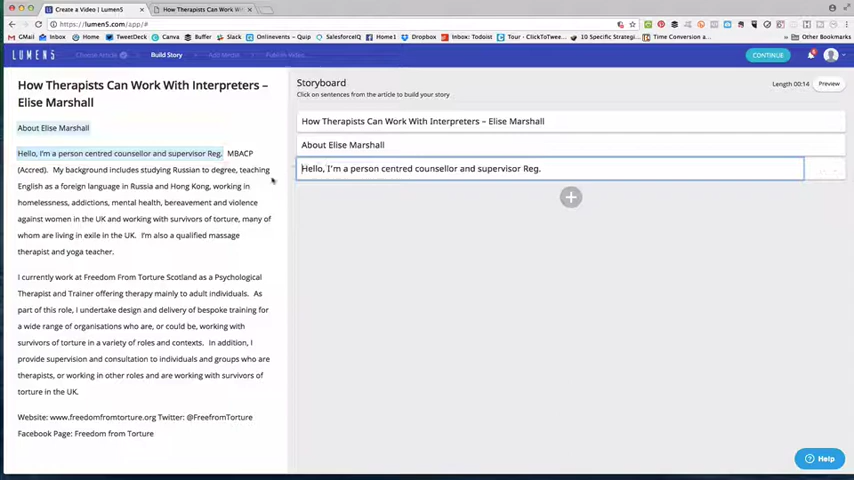 Create a Video | Lumen5
How Therapists Can Work Wit
https://lumen5.com/app/#
GMail
Inbox
TweetDeck
Canva
Buffer
Slack
Onlinevents - Quip
SalesforceIQ
Home1
Dropbox
Inbox: Todoist
Tour - ClickToTwee...
10 Specific Strategi...
Time Conversion &...
Other Bookmarks
LUMEN5
Choose Article
Build Story
Add Media
Publish Video
CONTINUE
How Therapists Can Work With Interpreters –
Elise Marshall
About Elise Marshall
Hello, I'm a person centred counsellor and supervisor Reg. MBACP
(Accred). My background includes studying Russian to degree, teaching
English as a foreign language in Russia and Hong Kong, working in
homelessness, addictions, mental health, bereavement and violence
against women in the UK and working with survivors of torture, many of
whom are living in exile in the UK. I'm also a qualified massage
therapist and yoga teacher.
I currently work at Freedom From Torture Scotland as a Psychological
Therapist and Trainer offering therapy mainly to adult individuals. As
part of this role, I undertake design and delivery of bespoke training for
a wide range of organisations who are, or could be, working with
survivors of torture in a variety of roles and contexts. In addition, I
provide supervision and consultation to individuals and groups who are
therapists, or working in other roles and are working with survivors of
torture in the UK.
Website: www.freedomfromtorture.org Twitter: @FreefromTorture
Facebook Page: Freedom from Torture
Storyboard
Click on sentences from the article to build your story
Length 00:14
Preview
How Therapists Can Work With Interpreters – Elise Marshall
About Elise Marshall
Hello, I'm a person centred counsellor and supervisor Reg.
Help